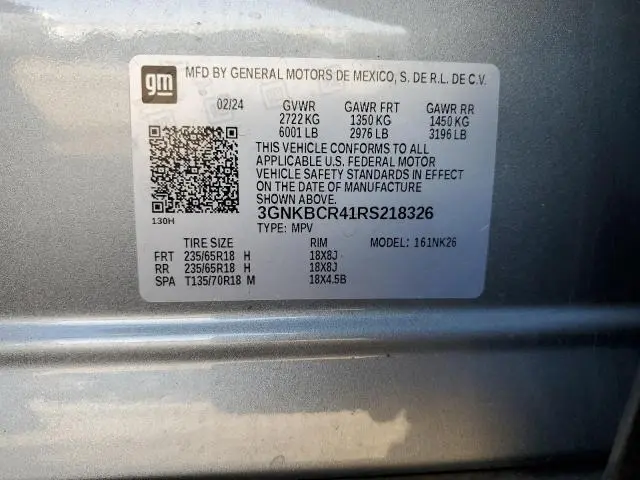 gm
MFD BY GENERAL MOTORS DE MEXICO, S. DE R.L. DE C.V.
02/24 GVWR GAWR FRT GAWR RR
2722 KG 1350 KG 1450 KG
6001 LB 2976 LB 3196 LB
THIS VEHICLE CONFORMS TO ALL
APPLICABLE U.S. FEDERAL MOTOR
VEHICLE SAFETY STANDARDS IN EFFECT
ON THE DATE OF MANUFACTURE
SHOWN ABOVE.
130H
3GNKBCR41RS218326
TYPE: MPV
TIRE SIZE RIM MODEL: 161NK26
FRT 235/65R18 H 18X8J
RR 235/65R18 H 18X8J
SPA T135/70R18 M 18X4.5B